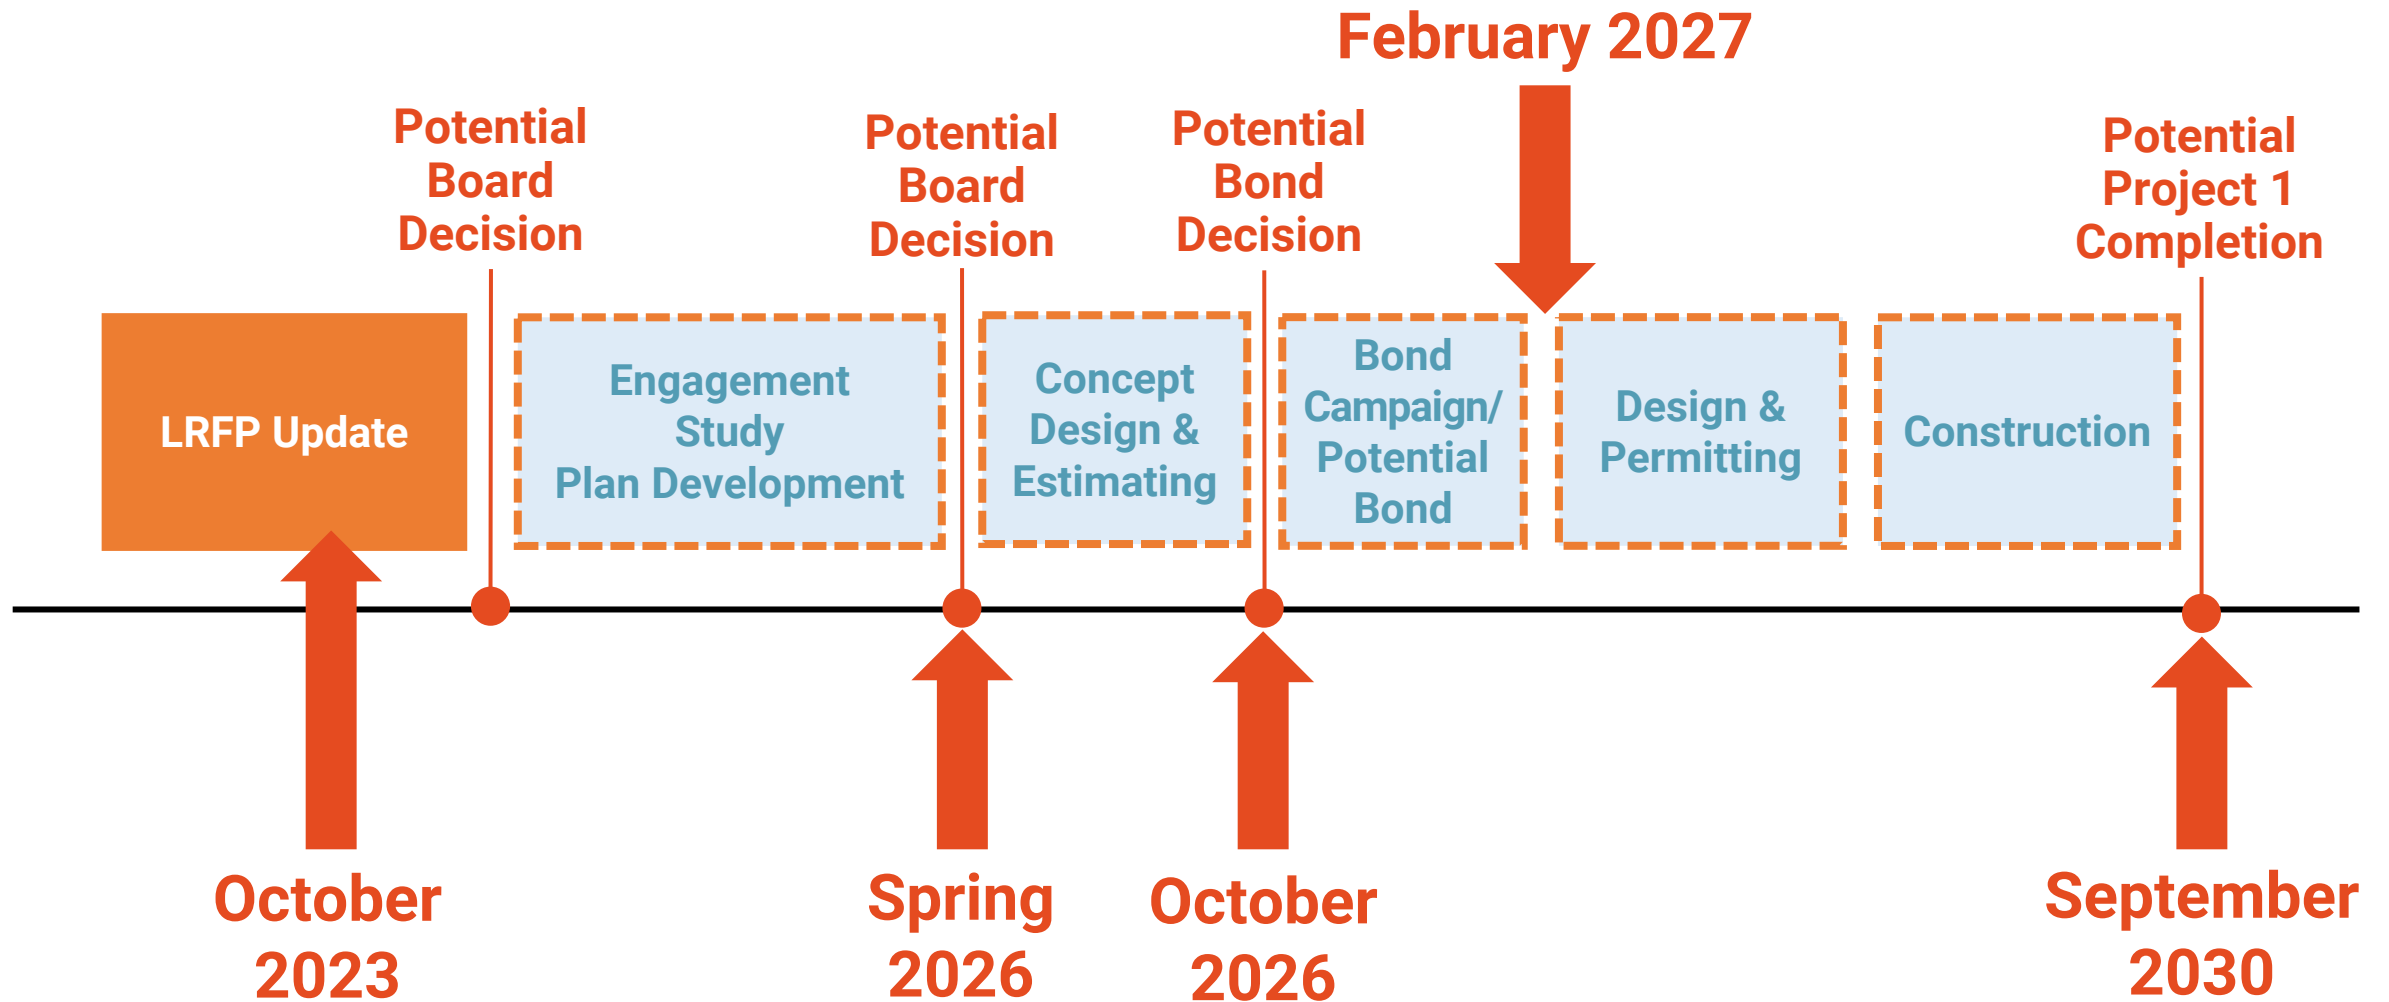 February 2027
Potential
Board
Decision
Potential
Board
Decision
Potential
Bond
Decision
Potential
Project 1
Completion
LRFP Update
Engagement
Study
Plan Development
Concept
Design &
Estimating
Bond
Campaign/
Potential
Bond
Design &
Permitting
Construction
October
2023
Spring
2026
October
2026
September
2030